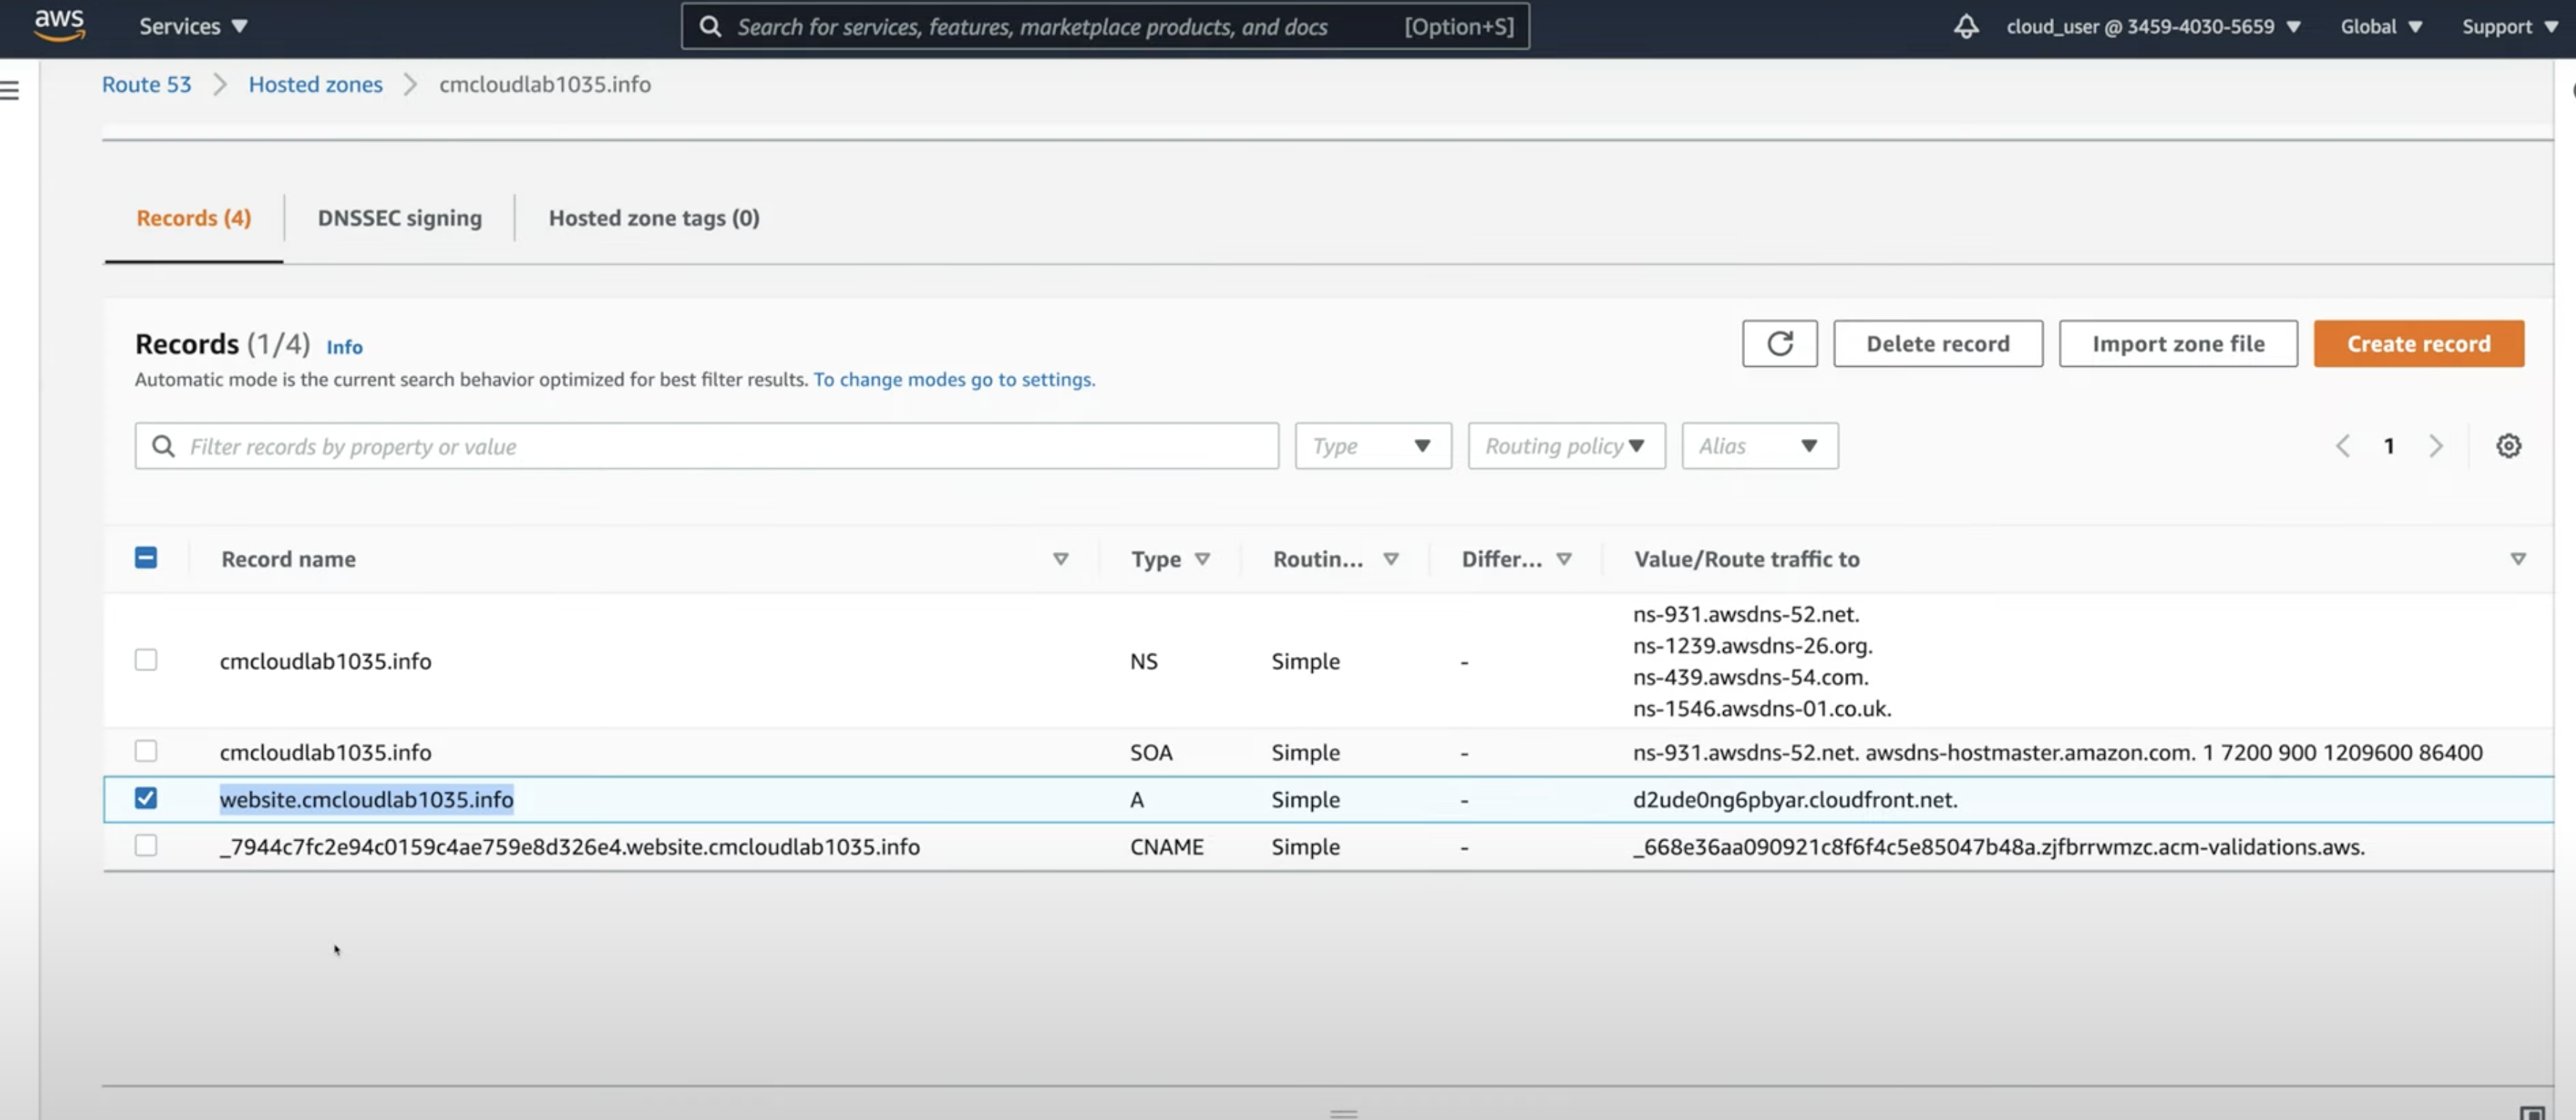 aws Services Search for services, features, marketplace products, and docs [Option+S] cloud_user @ 3459-4030-5659 Global Support
Route 53 Hosted zones cmcloudlab1035.info
Records (4) DNSSEC signing Hosted zone tags (0)
Records (1/4) Info Delete record Import zone file Create record
Automatic mode is the current search behavior optimized for best filter results. To change modes go to settings.
Filter records by property or value Type Routing policy Alias 1
Record name Type Routin... Differ... Value/Route traffic to
cmcloudlab1035.info NS Simple - ns-931.awsdns-52.net.
ns-1239.awsdns-26.org.
ns-439.awsdns-54.com.
ns-1546.awsdns-01.co.uk.
cmcloudlab1035.info SOA Simple - ns-931.awsdns-52.net. awsdns-hostmaster.amazon.com. 1 7200 900 1209600 86400
website.cmcloudlab1035.info A Simple - d2ude0ng6pbyar.cloudfront.net.
_7944c7fc2e94c0159c4ae759e8d326e4.website.cmcloudlab1035.info CNAME Simple - _668e36aa090921c8f6f4c5e85047b48a.zjfbrrwmzc.acm-validations.aws.